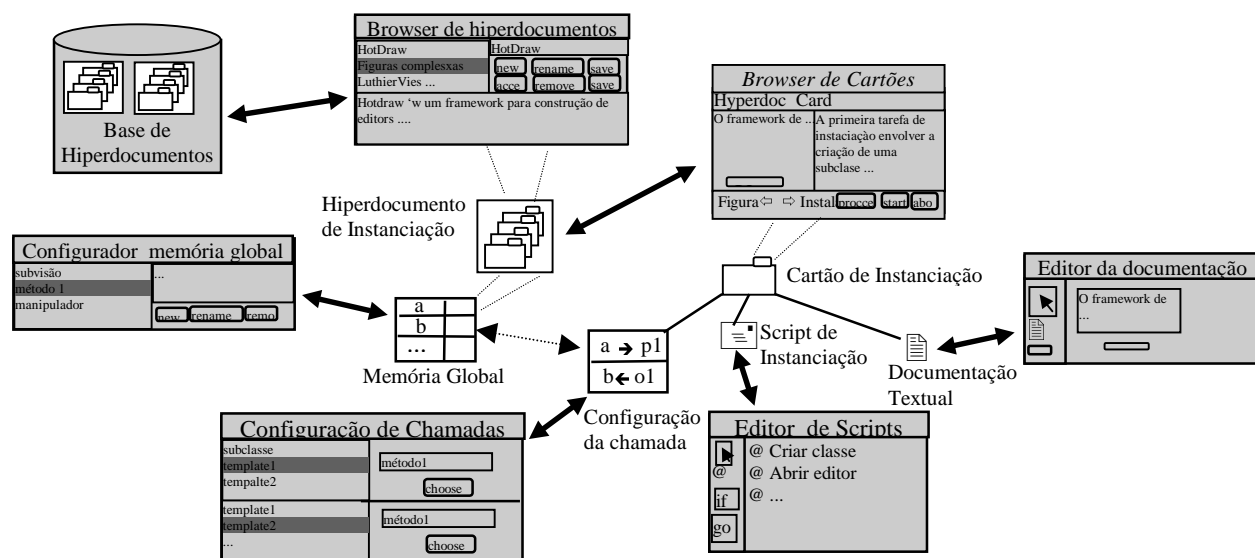 Base de
Hiperdocumentos
Browser de hiperdocumentos
HotDraw
Figuras complesxas
LuthierVies ...
HotDraw
new rename save
acce remove save
Hotdraw ‘w um framework para construção de
editors ....
Browser de Cartões
Hyperdoc Card
O framework de ...
A primeira tarefa de
instaciaçào envolver a
criação de uma
subclase ...
Figura⇦ ⇨ Instal procce start abo
Hiperdocumento
de Instanciação
Configurador memória global
subvisão
método 1
manipulador
...
new rename remo
a
b
...
Memória Global
a → p1
b ← o1
Configuração
da chamada
Cartão de Instanciação
Script de
Instanciação
Documentação
Textual
Editor da documentação
O framework de
...
Configuração de Chamadas
subclasse
template1
tempalte2
método1
choose
template1
template2
...
método1
choose
Editor de Scripts
@
if
go
@ Criar classe
@ Abrir editor
@ ...